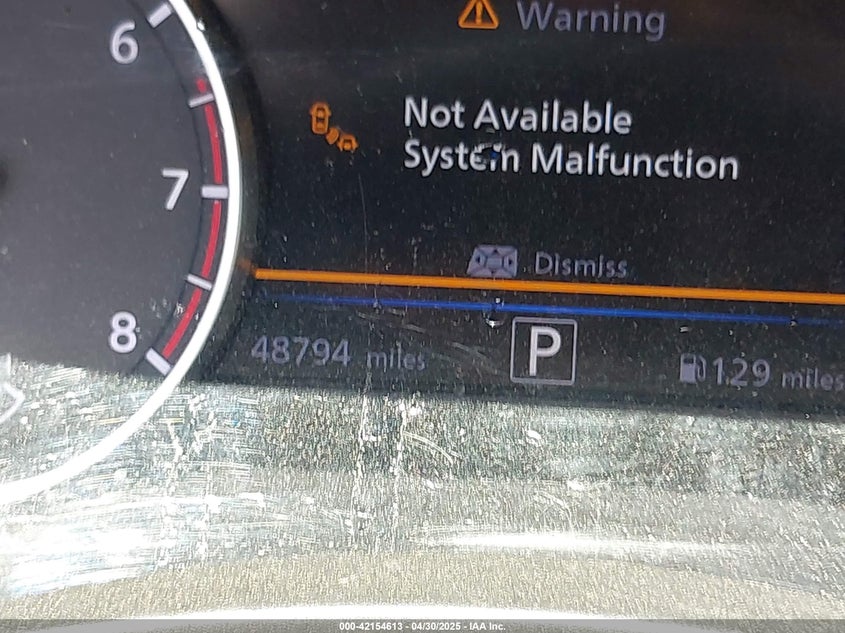 Warning
Not Available
System Malfunction
Dismiss
6
7
8
48794 miles
P
129 miles
000-42154613 - 04/30/2025 - IAA Inc.